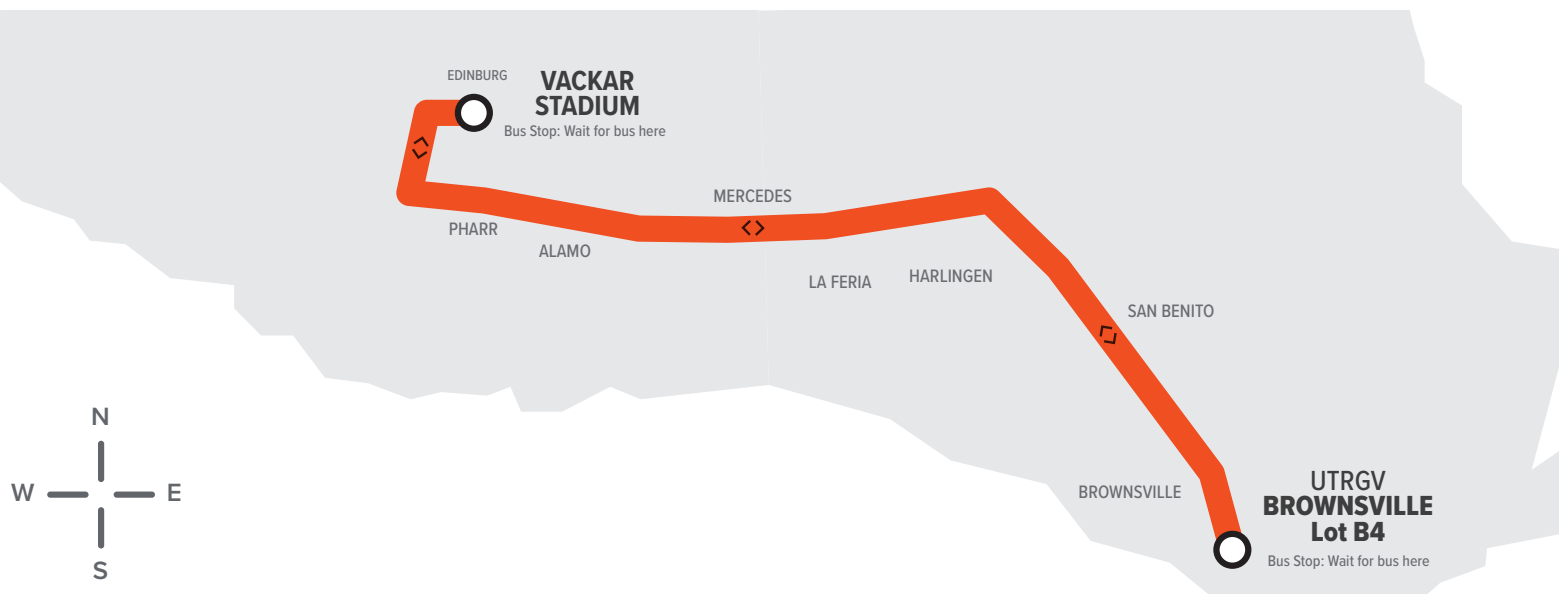 EDINBURG
VACKAR
STADIUM
Bus Stop: Wait for bus here
MERCEDES
PHARR
ALAMO
LA FERIA
HARLINGEN
SAN BENITO
N
W
E
S
BROWNSVILLE
UTRGV
BROWNSVILLE
Lot B4
Bus Stop: Wait for bus here